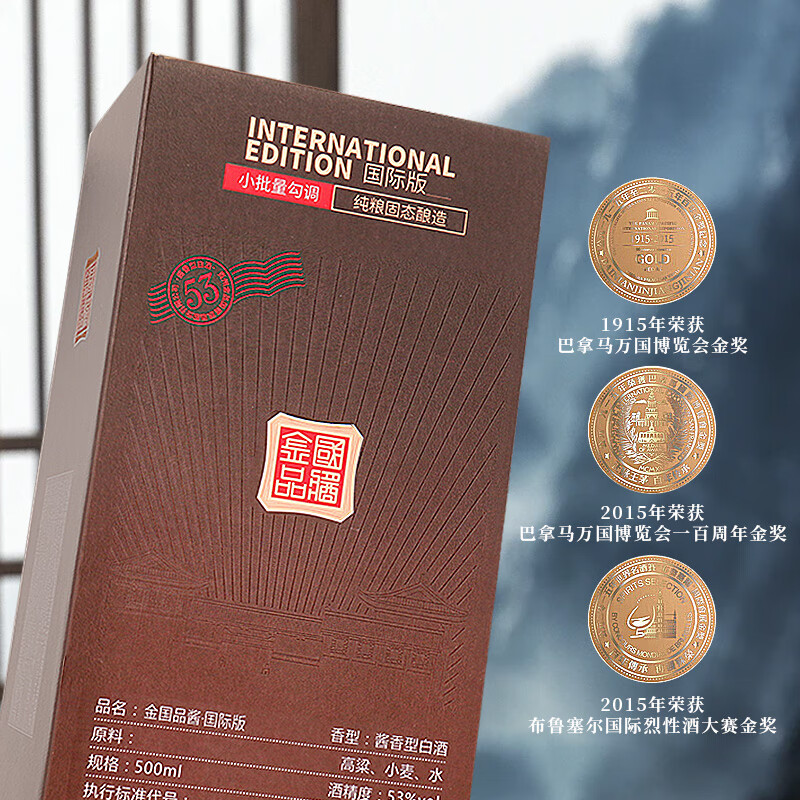 INTERNATIONAL
EDITION 国际版
小批量勾调
纯粮固态酿造
53
金國
品酱
品名：金国品酱·国际版
香型：酱香型白酒
原料：
高粱、小麦、水
规格：500ml
酒精度：53%vol
执行标准代号：
1915-2015
GOLD
1915年荣获
巴拿马万国博览会金奖
2015年荣获
巴拿马万国博览会一百周年金奖
SPIRITS SELECTION
2015年荣获
布鲁塞尔国际烈性酒大赛金奖